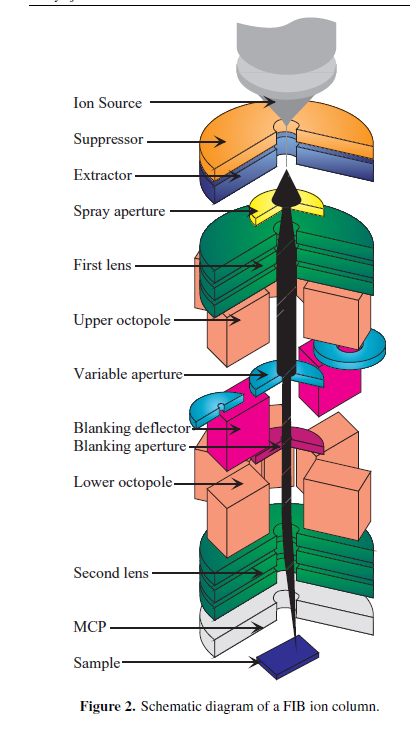 Ion Source
Suppressor
Extractor
Spray aperture
First lens
Upper octopole
Variable aperture
Blanking deflector
Blanking aperture
Lower octopole
Second lens
MCP
Sample
Figure 2. Schematic diagram of a FIB ion column.